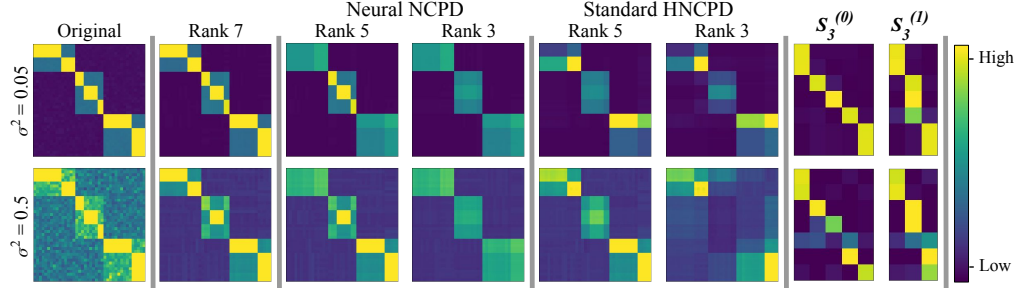 Neural NCPD Standard HNCPD
Original Rank 7 Rank 5 Rank 3 Rank 5 Rank 3 S₃⁽⁰⁾ S₃⁽¹⁾
σ² = 0.05
High
σ² = 0.5
Low